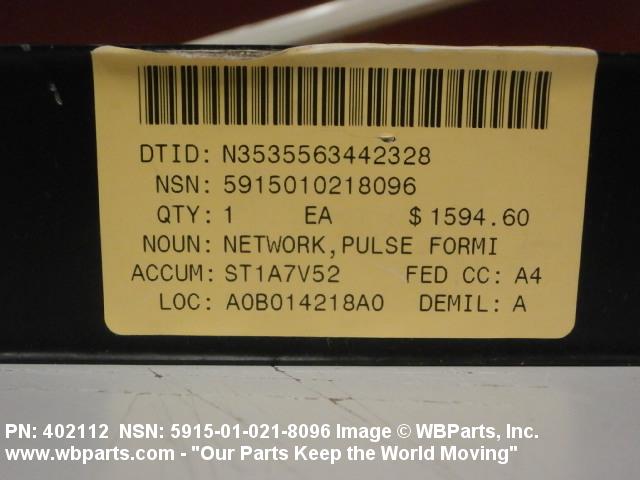 DTID: N3535563442328
NSN: 5915010218096
QTY: 1 EA $1594.60
NOUN: NETWORK,PULSE FORMI
ACCUM: ST1A7V52 FED CC: A4
LOC: A0B014218A0 DEMIL: A
PN: 402112 NSN: 5915-01-021-8096 Image © WBParts, Inc.
www.wbparts.com - "Our Parts Keep the World Moving"